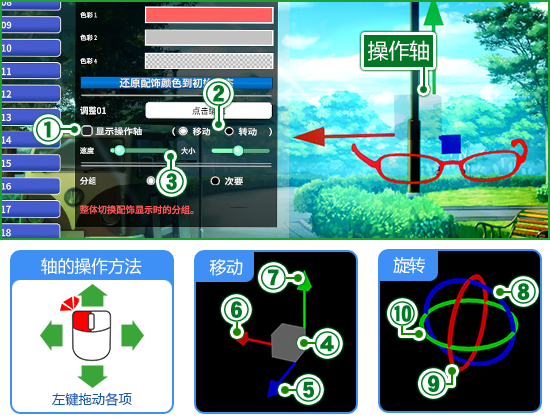 08
09
10
11
12
13
14
15
16
17
18
色彩1
色彩2
色彩4
还原配饰颜色到初始
调整01
点击
②
① 显示操作轴 ( 移动 转动 )
速度 大小
③
分组 次要
整体切换配饰显示时的分组。
操作轴
轴的操作方法
左键拖动各项
移动
⑦
⑥
④
⑤
旋转
⑧
⑩
⑨